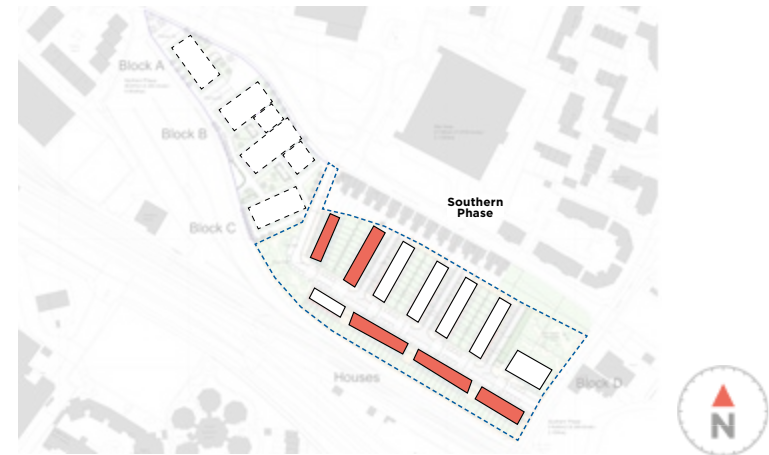 Block A
Block B
Southern
Phase
Block C
Houses
Block D
N